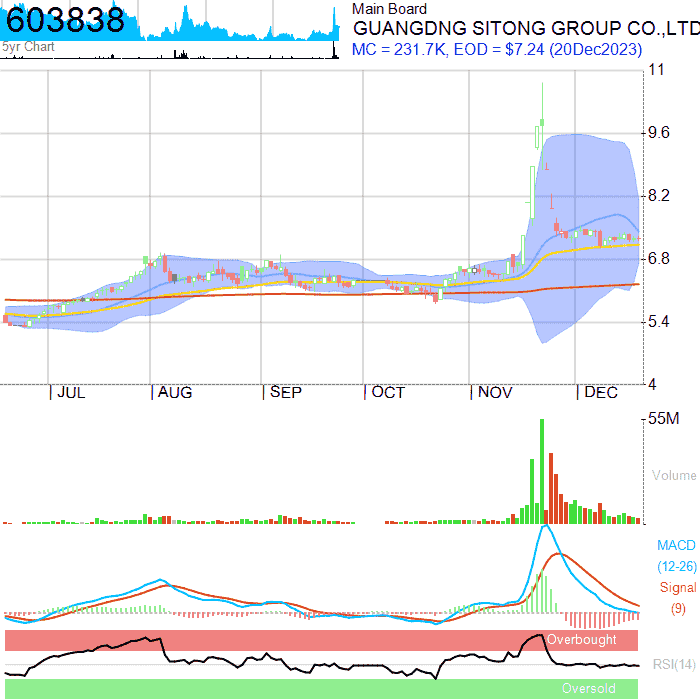 603838
Main Board
GUANGDNG SITONG GROUP CO.,LTD
5yr Chart
MC = 231.7K, EOD = $7.24 (20Dec2023)
11
9.6
8.2
6.8
5.4
4
JUL AUG SEP OCT NOV DEC
55M
Volume
MACD
(12-26)
Signal
(9)
Overbought
RSI(14)
Oversold